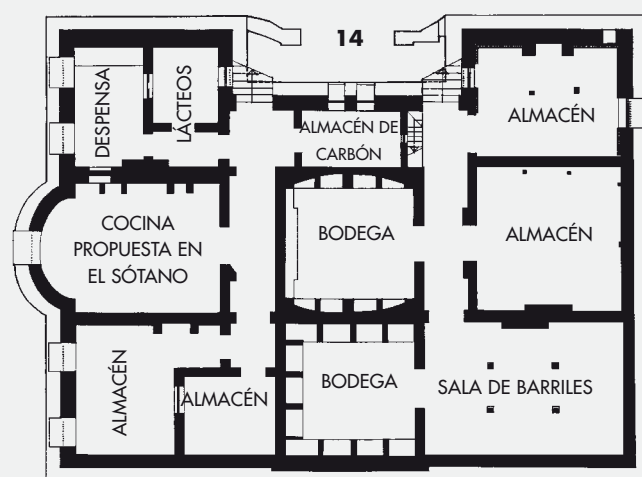 14
DESPENSA
LÁCTEOS
ALMACÉN DE
CARBÓN
ALMACÉN
COCINA
PROPUESTA EN
EL SÓTANO
BODEGA
ALMACÉN
ALMACÉN
ALMACÉN
BODEGA
SALA DE BARRILES